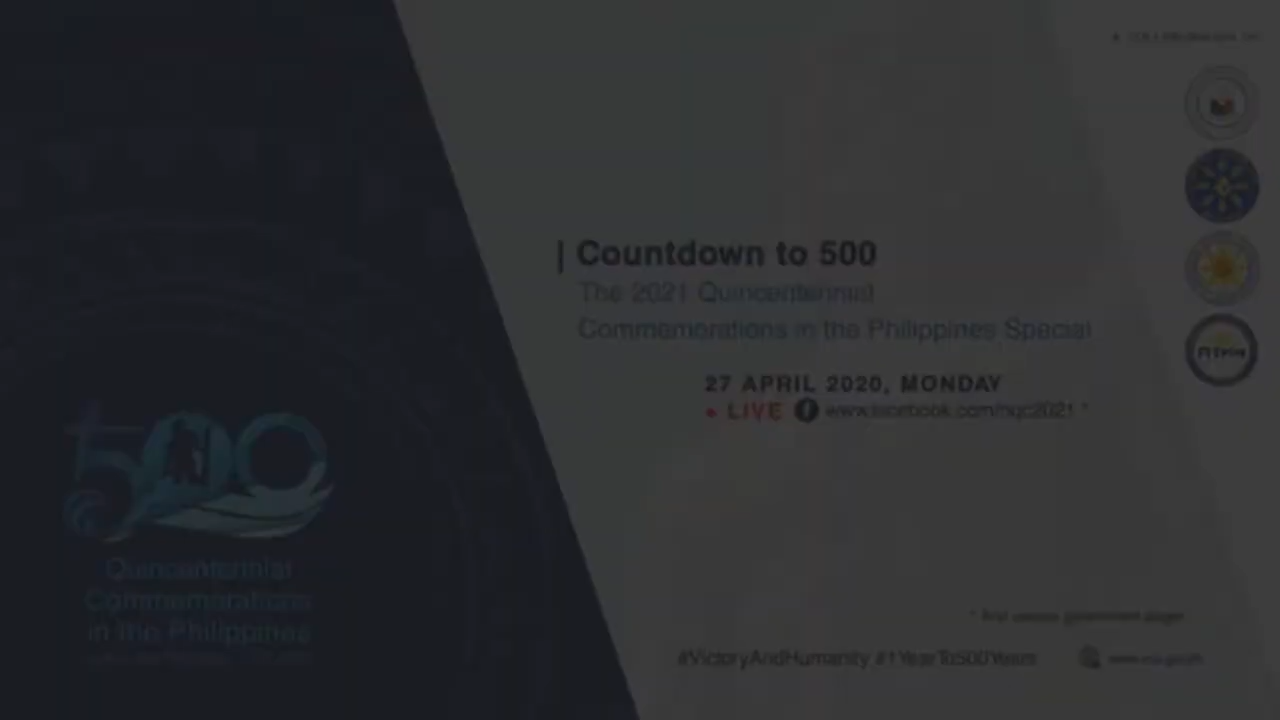 | Countdown to 500
The 2021 Quincentennial
Commemorations in the Philippines Special
27 APRIL 2020, MONDAY
• LIVE www.facebook.com/nqc2021 *
500
Quincentennial
Commemorations
in the Philippines
#VictoryAndHumanity #1YearTo500Years